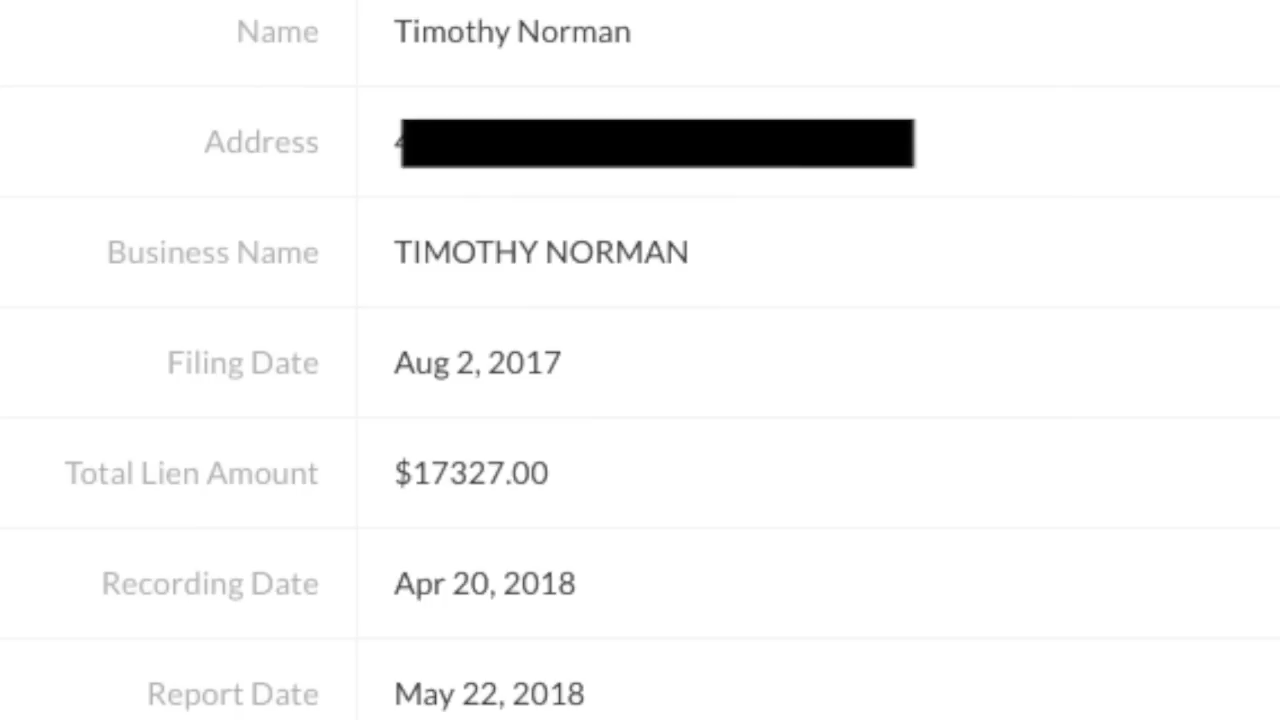 Name Timothy Norman
Address
Business Name TIMOTHY NORMAN
Filing Date Aug 2, 2017
Total Lien Amount $17327.00
Recording Date Apr 20, 2018
Report Date May 22, 2018